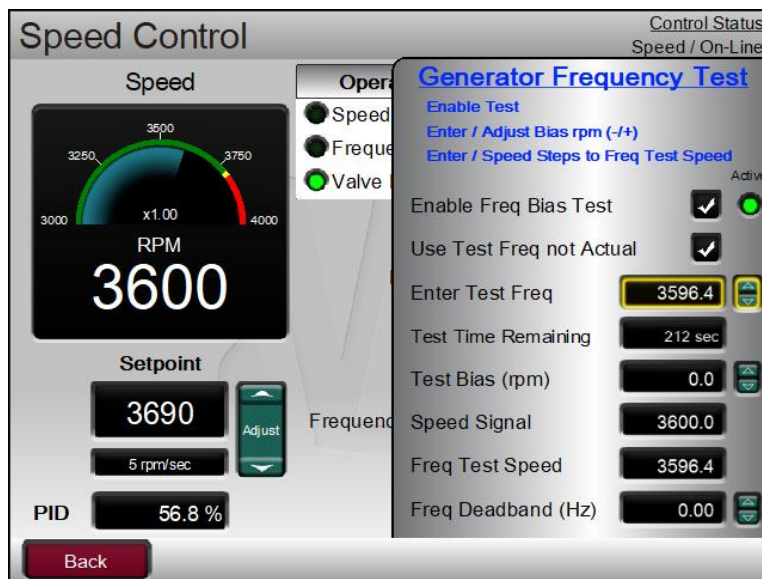 Speed Control
Control Status
Speed / On-Line
Speed
3000
3250
3500
3750
4000
x1.00
RPM
3600
Setpoint
3690
Adjust
5 rpm/sec
PID
56.8 %
Back
Opera
Speed
Freque
Valve
Frequenc
Generator Frequency Test
Enable Test
Enter / Adjust Bias rpm (-/+)
Enter / Speed Steps to Freq Test Speed
Active
Enable Freq Bias Test
Use Test Freq not Actual
Enter Test Freq 3596.4
Test Time Remaining 212 sec
Test Bias (rpm) 0.0
Speed Signal 3600.0
Freq Test Speed 3596.4
Freq Deadband (Hz) 0.00